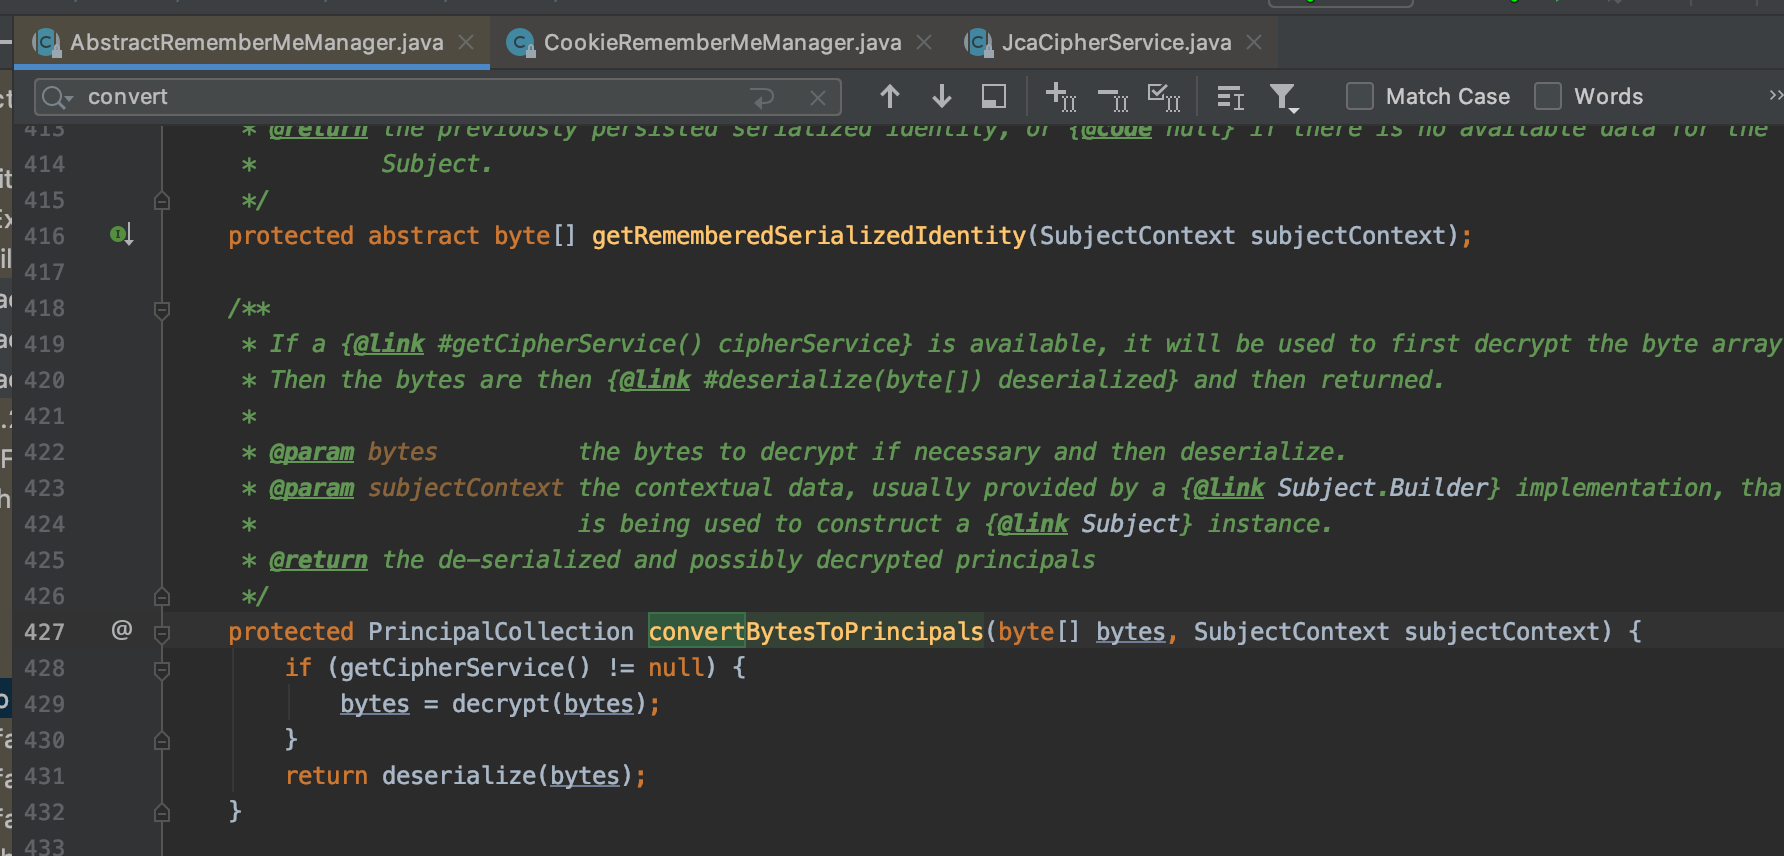 AbstractRememberMeManager.java CookieRememberMeManager.java JcaCipherService.java
convert Match Case Words
413 * @return the previously persisted serialized identity, or {@code null} if there is no available data for the
414 * Subject.
415 */
416 protected abstract byte[] getRememberedSerializedIdentity(SubjectContext subjectContext);
417
418 /**
419 * If a {@link #getCipherService() cipherService} is available, it will be used to first decrypt the byte array
420 * Then the bytes are then {@link #deserialize(byte[]) deserialized} and then returned.
421 *
422 * @param bytes the bytes to decrypt if necessary and then deserialize.
423 * @param subjectContext the contextual data, usually provided by a {@link Subject.Builder} implementation, tha
424 * is being used to construct a {@link Subject} instance.
425 * @return the de-serialized and possibly decrypted principals
426 */
427 @ protected PrincipalCollection convertBytesToPrincipals(byte[] bytes, SubjectContext subjectContext) {
428 if (getCipherService() != null) {
429 bytes = decrypt(bytes);
430 }
431 return deserialize(bytes);
432 }
433